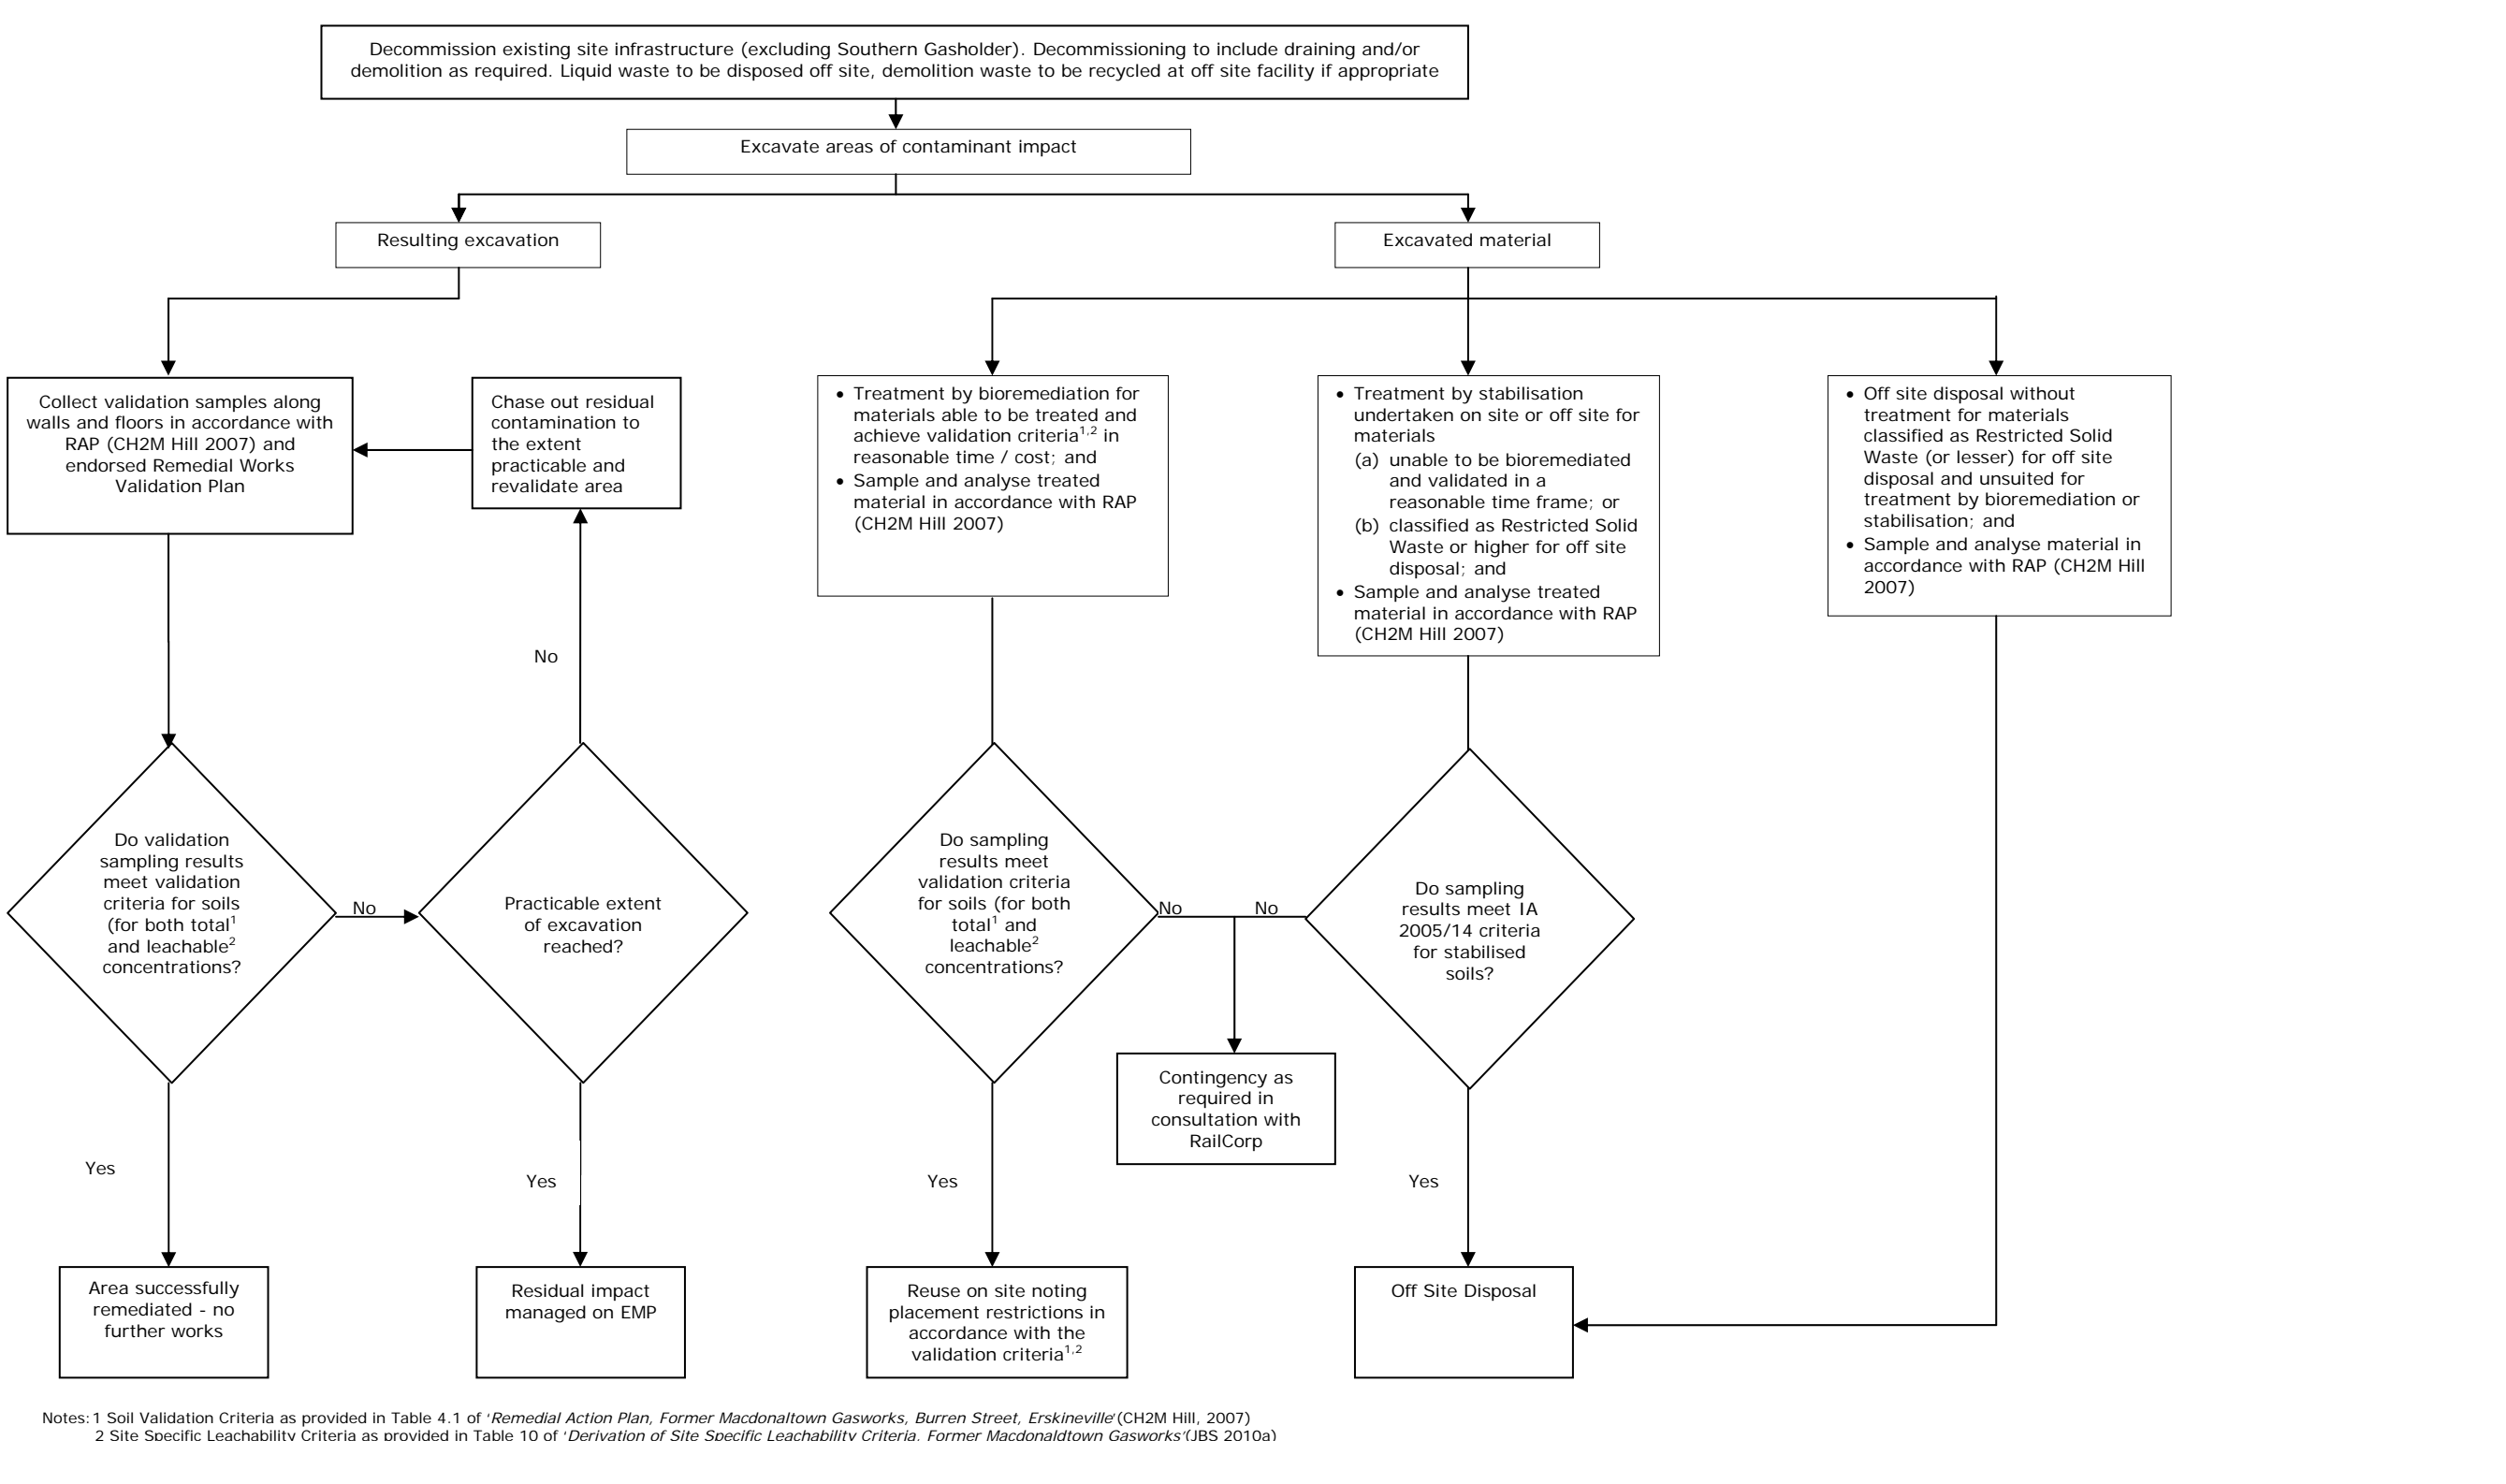 Decommission existing site infrastructure (excluding Southern Gasholder). Decommissioning to include draining and/or
demolition as required. Liquid waste to be disposed off site, demolition waste to be recycled at off site facility if appropriate
Excavate areas of contaminant impact
Resulting excavation
Excavated material
Collect validation samples along
walls and floors in accordance with
RAP (CH2M Hill 2007) and
endorsed Remedial Works
Validation Plan
Chase out residual
contamination to
the extent
practicable and
revalidate area
• Treatment by bioremediation for
materials able to be treated and
achieve validation criteria1,2 in
reasonable time / cost; and
• Sample and analyse treated
material in accordance with RAP
(CH2M Hill 2007)
• Treatment by stabilisation
undertaken on site or off site for
materials
(a) unable to be bioremediated
and validated in a
reasonable time frame; or
(b) classified as Restricted Solid
Waste or higher for off site
disposal; and
• Sample and analyse treated
material in accordance with RAP
(CH2M Hill 2007)
• Off site disposal without
treatment for materials
classified as Restricted Solid
Waste (or lesser) for off site
disposal and unsuited for
treatment by bioremediation or
stabilisation; and
• Sample and analyse material in
accordance with RAP (CH2M Hill
2007)
No
Do validation
sampling results
meet validation
criteria for soils
(for both total1
and leachable2
concentrations?
No
Practicable extent
of excavation
reached?
Do sampling
results meet
validation criteria
for soils (for both
total1 and
leachable2
concentrations?
No
No
Do sampling
results meet IA
2005/14 criteria
for stabilised
soils?
Contingency as
required in
consultation with
RailCorp
Yes
Yes
Yes
Yes
Area successfully
remediated - no
further works
Residual impact
managed on EMP
Reuse on site noting
placement restrictions in
accordance with the
validation criteria1,2
Off Site Disposal
Notes: 1 Soil Validation Criteria as provided in Table 4.1 of ‘Remedial Action Plan, Former Macdonaltown Gasworks, Burren Street, Erskineville’ (CH2M Hill, 2007)
2 Site Specific Leachability Criteria as provided in Table 10 of ‘Derivation of Site Specific Leachability Criteria, Former Macdonaldtown Gasworks’ (JBS 2010a)